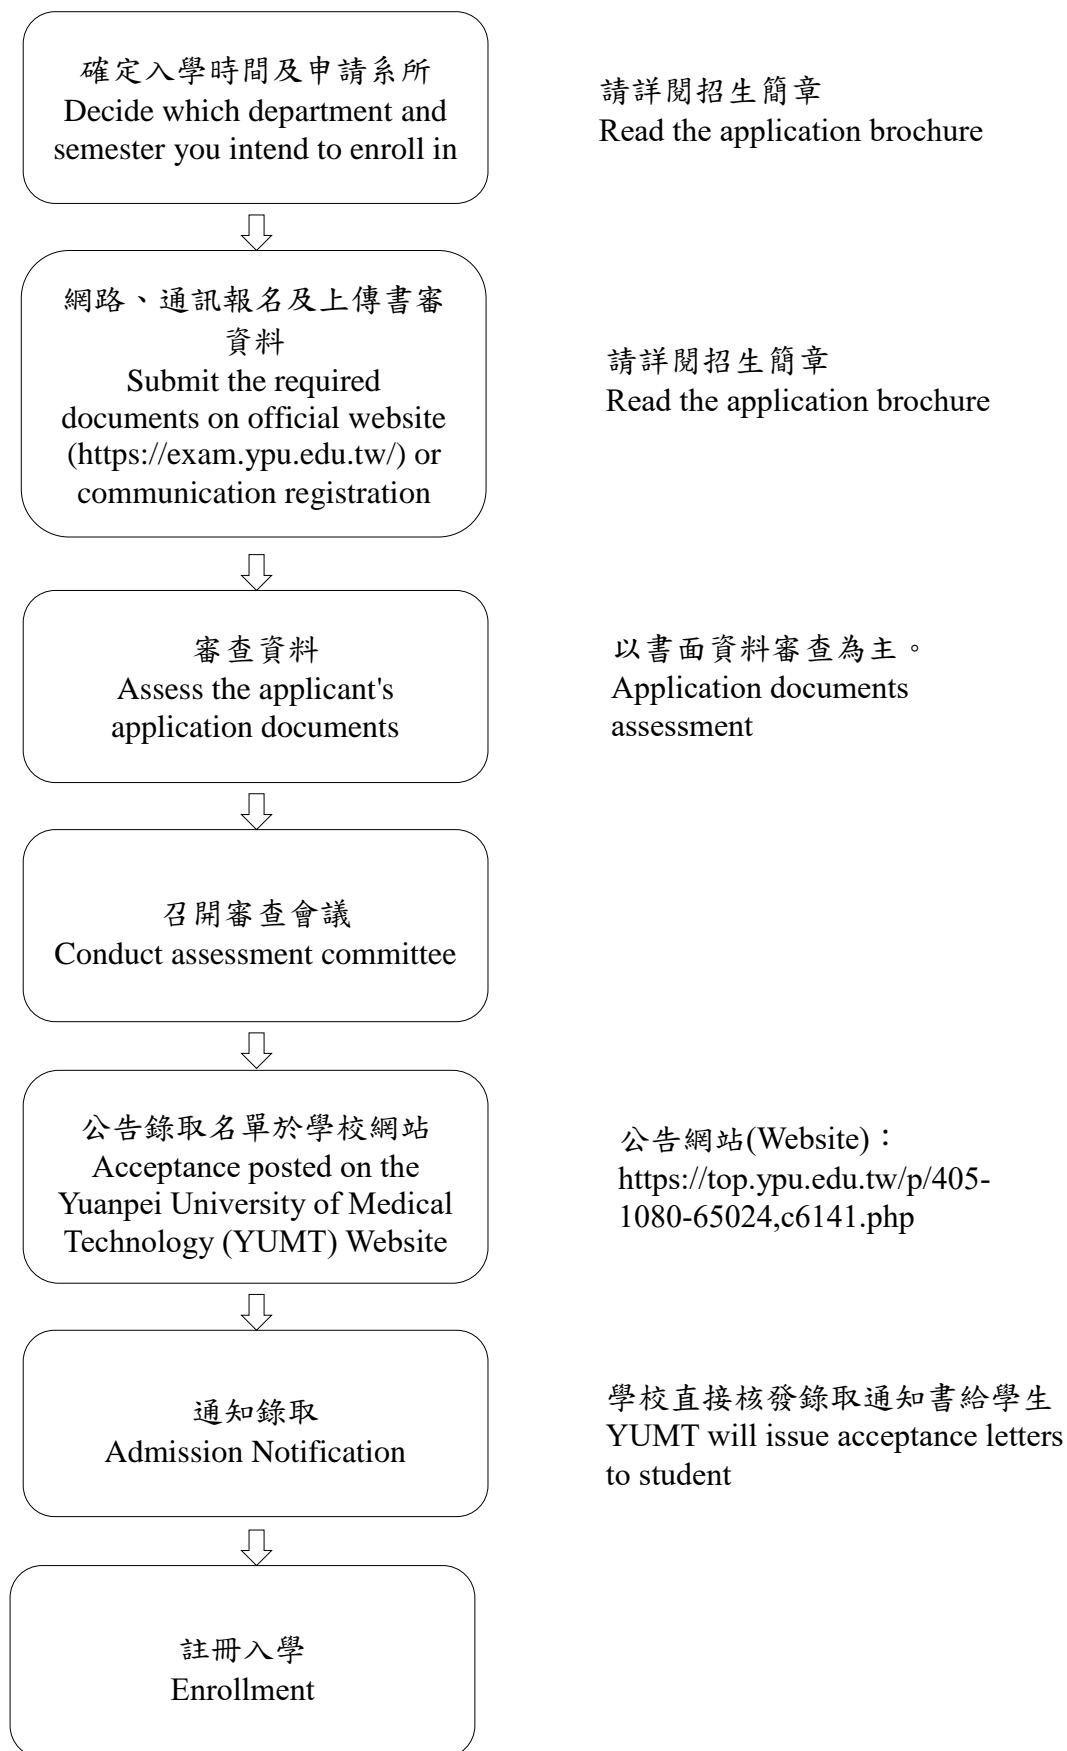 確定入學時間及申請系所
Decide which department and
semester you intend to enroll in
請詳閱招生簡章
Read the application brochure
網路、通訊報名及上傳書審
資料
Submit the required
documents on official website
(https://exam.ypu.edu.tw/) or
communication registration
請詳閱招生簡章
Read the application brochure
審查資料
Assess the applicant's
application documents
以書面資料審查為主。
Application documents
assessment
召開審查會議
Conduct assessment committee
公告錄取名單於學校網站
Acceptance posted on the
Yuanpei University of Medical
Technology (YUMT) Website
公告網站(Website)：
https://top.ypu.edu.tw/p/405-
1080-65024,c6141.php
通知錄取
Admission Notification
學校直接核發錄取通知書給學生
YUMT will issue acceptance letters
to student
註冊入學
Enrollment